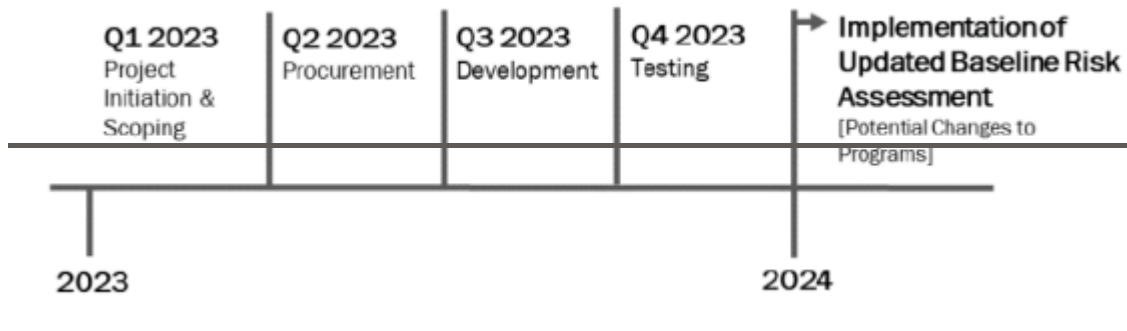 Q1 2023
Project
Initiation &
Scoping
Q2 2023
Procurement
Q3 2023
Development
Q4 2023
Testing
Implementation of
Updated Baseline Risk
Assessment
[Potential Changes to
Programs]
2023
2024